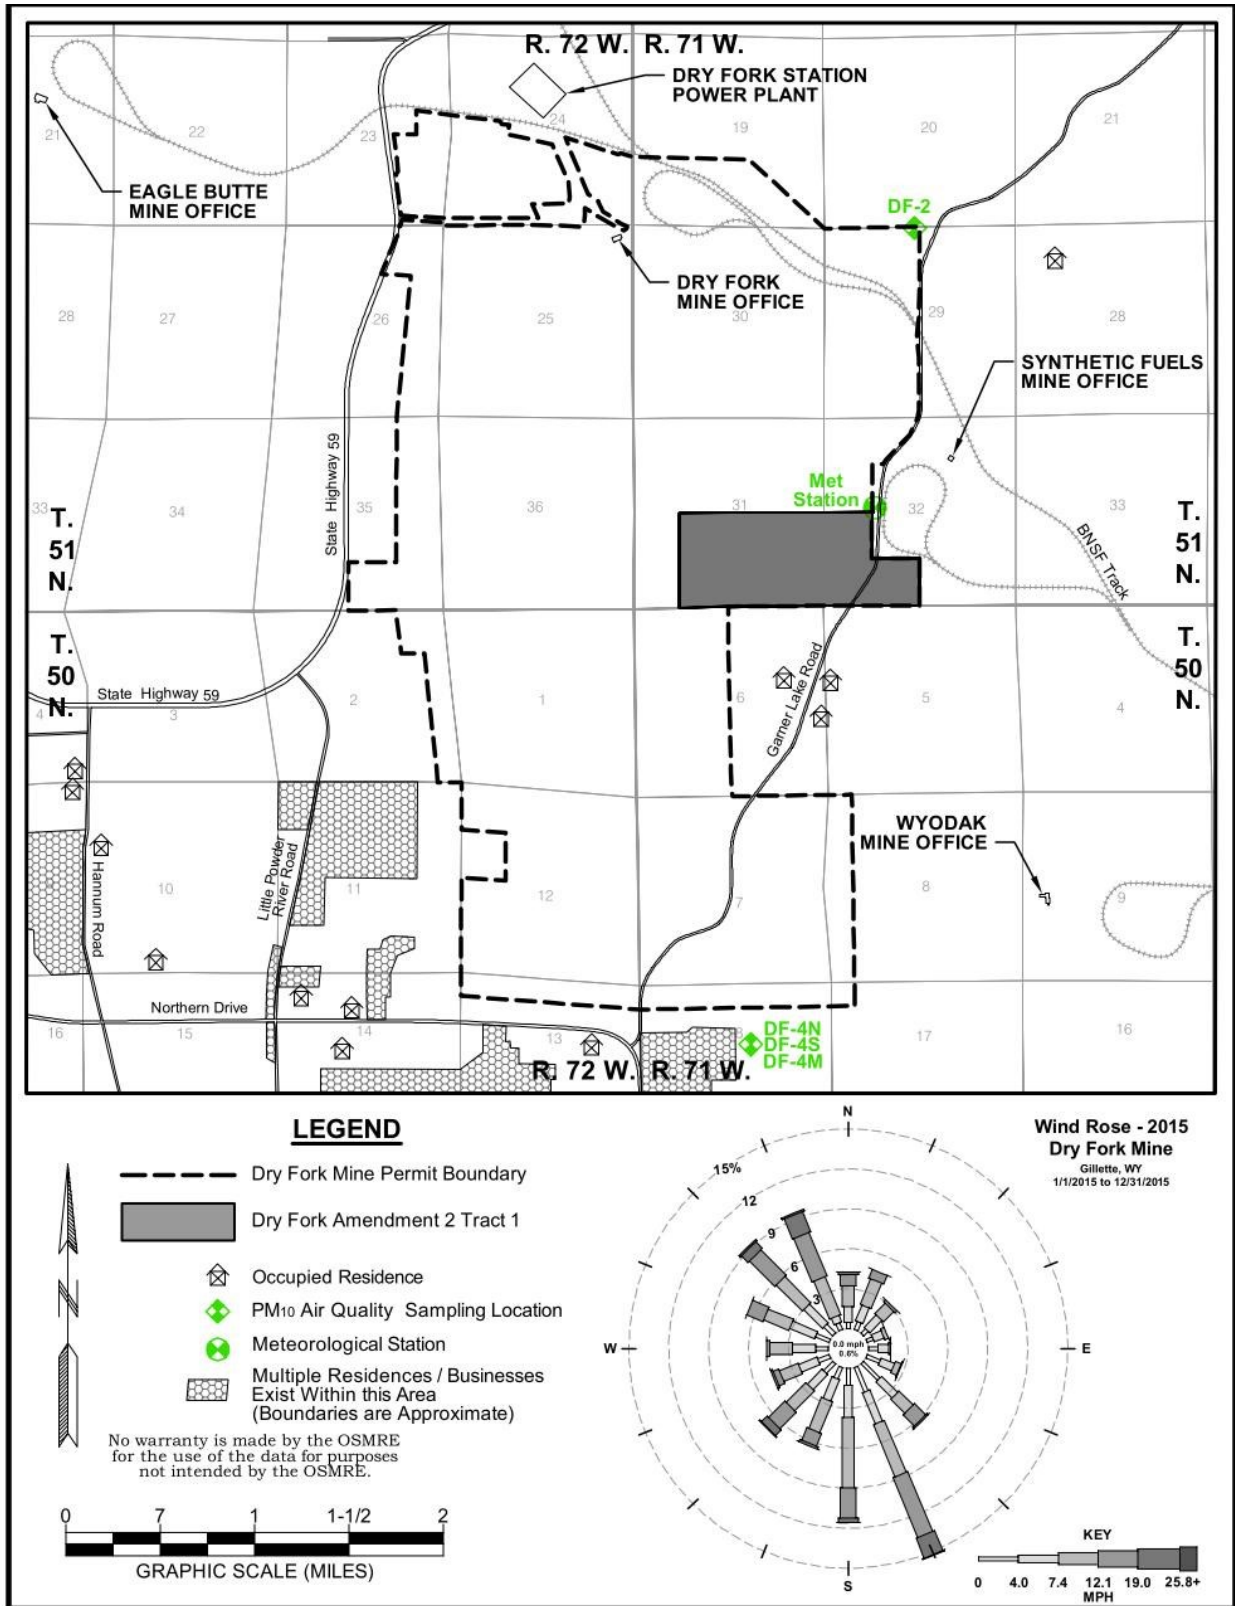 R. 72 W. R. 71 W.
DRY FORK STATION
POWER PLANT
21
22
23
24
19
20
21
EAGLE BUTTE
MINE OFFICE
DF-2
DRY FORK
MINE OFFICE
28
27
26
25
30
29
28
SYNTHETIC FUELS
MINE OFFICE
State Highway 59
Met
Station
33
34
35
36
31
32
33
T.
51
N.
T.
51
N.
BNSF Track
T.
50
N.
T.
50
N.
State Highway 59
4
3
2
1
6
5
4
Garner Lake Road
WYODAK
MINE OFFICE
Hannum Road
Little Powder
River Road
10
11
12
7
8
9
Northern Drive
16
15
14
13
17
16
DF-4N
DF-4S
DF-4M
R. 72 W. R. 71 W.
LEGEND
Dry Fork Mine Permit Boundary
Dry Fork Amendment 2 Tract 1
Occupied Residence
PM10 Air Quality Sampling Location
Meteorological Station
Multiple Residences / Businesses
Exist Within this Area
(Boundaries are Approximate)
N
No warranty is made by the OSMRE
for the use of the data for purposes
not intended by the OSMRE.
0 7 1 1-1/2 2
GRAPHIC SCALE (MILES)
Wind Rose - 2015
Dry Fork Mine
Gillette, WY
1/1/2015 to 12/31/2015
N
15%
12
9
6
3
0.0 mph
0.6%
W
E
S
KEY
0 4.0 7.4 12.1 19.0 25.8+
MPH